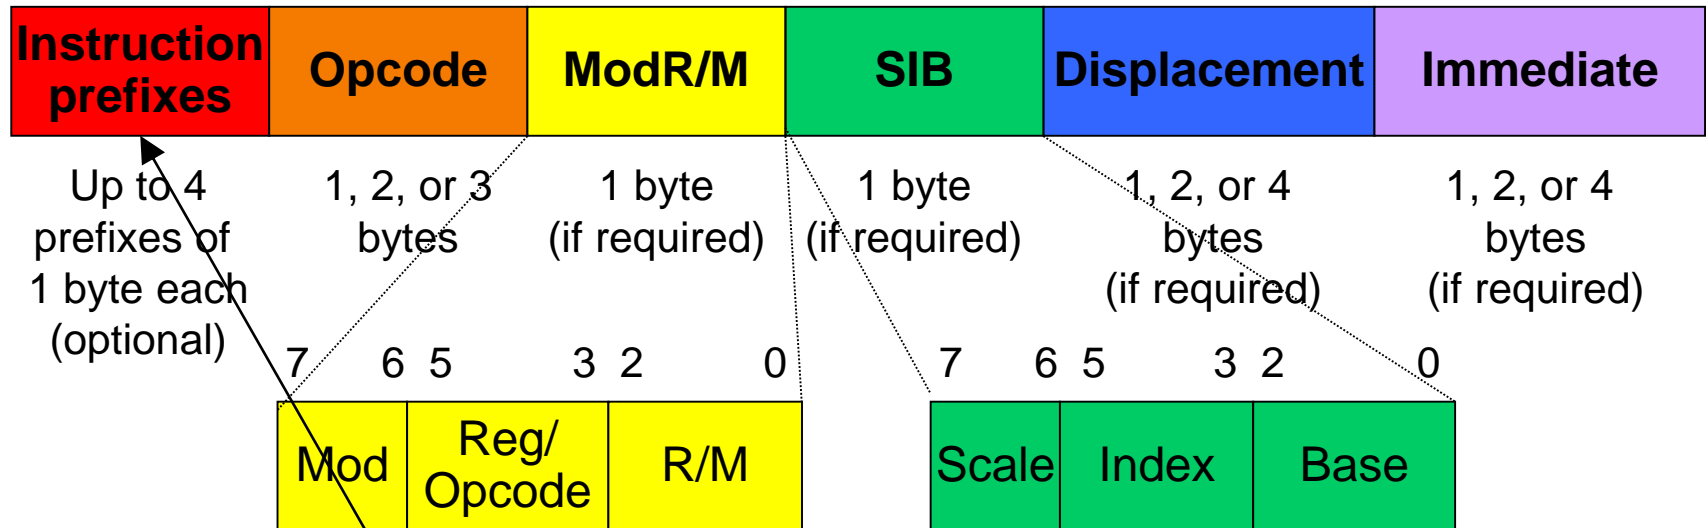 Instruction prefixes
Opcode
ModR/M
SIB
Displacement
Immediate
Up to 4
prefixes of
1 byte each
(optional)
1, 2, or 3
bytes
1 byte
(if required)
1 byte
(if required)
1, 2, or 4
bytes
(if required)
1, 2, or 4
bytes
(if required)
7 6 5 3 2 0
Mod
Reg/
Opcode
R/M
7 6 5 3 2 0
Scale
Index
Base